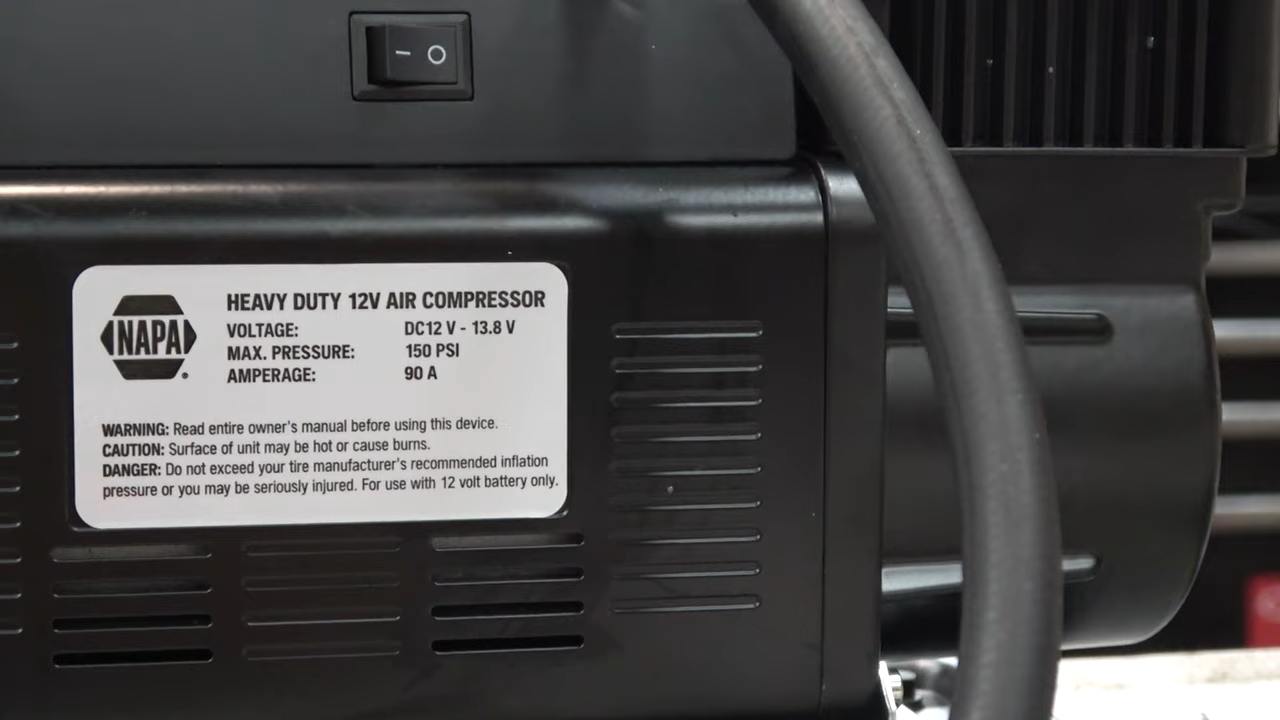 — O
NAPA
HEAVY DUTY 12V AIR COMPRESSOR
VOLTAGE: DC12 V - 13.8 V
MAX. PRESSURE: 150 PSI
AMPERAGE: 90 A
WARNING: Read entire owner's manual before using this device.
CAUTION: Surface of unit may be hot or cause burns.
DANGER: Do not exceed your tire manufacturer's recommended inflation
pressure or you may be seriously injured. For use with 12 volt battery only.